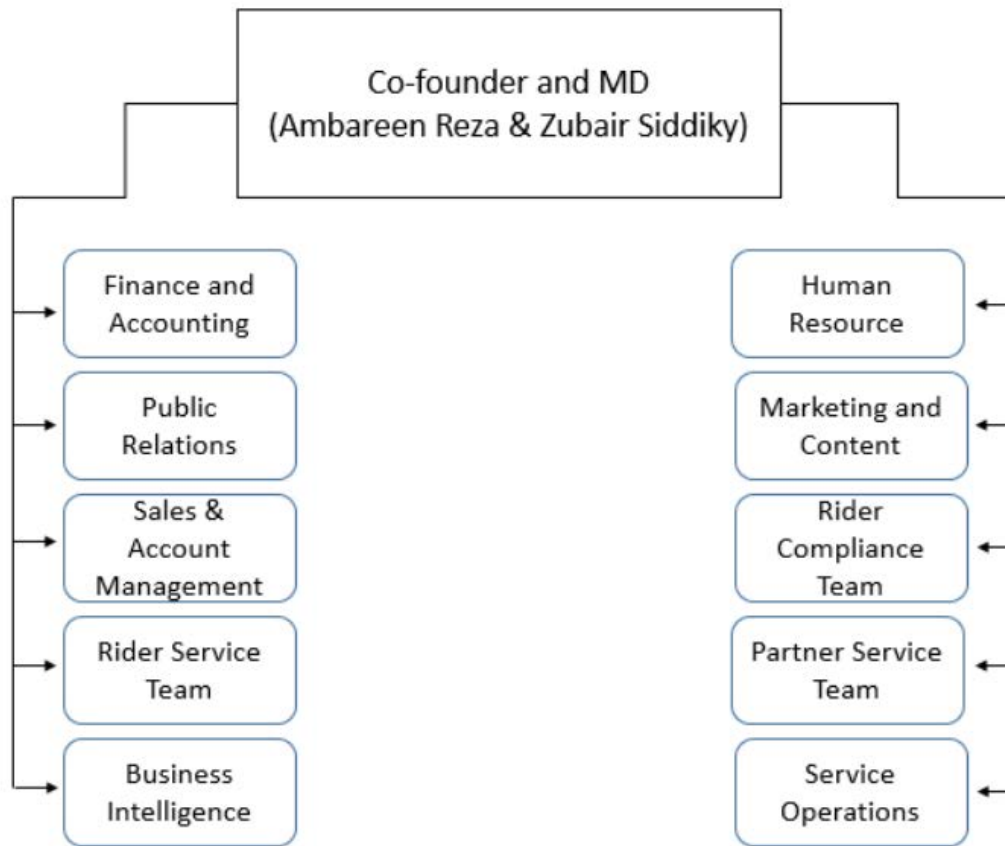 Co-founder and MD
(Ambareen Reza & Zubair Siddiky)
Finance and
Accounting
Public
Relations
Sales &
Account
Management
Rider Service
Team
Business
Intelligence
Human
Resource
Marketing and
Content
Rider
Compliance
Team
Partner Service
Team
Service
Operations